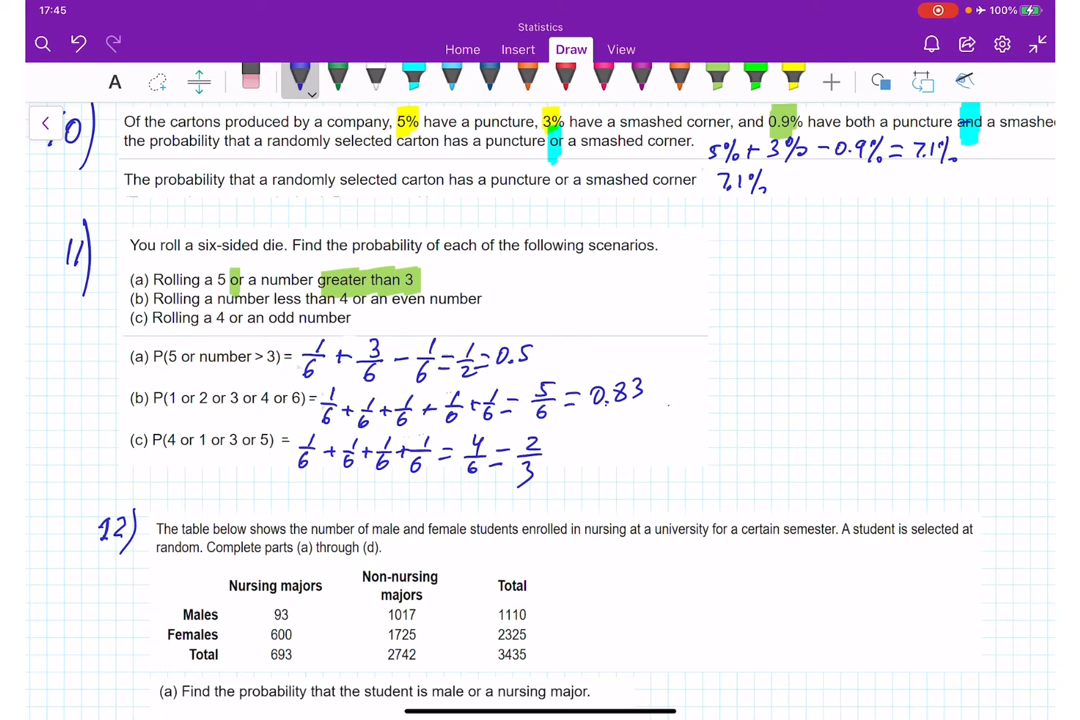 17:45
100%
Statistics
Home Insert Draw View
A
0)
Of the cartons produced by a company, 5% have a puncture, 3% have a smashed corner, and 0.9% have both a puncture and a smashe
the probability that a randomly selected carton has a puncture or a smashed corner.
5% + 3% - 0.9% = 7.1%
The probability that a randomly selected carton has a puncture or a smashed corner 7.1%
11)
You roll a six-sided die. Find the probability of each of the following scenarios.
(a) Rolling a 5 or a number greater than 3
(b) Rolling a number less than 4 or an even number
(c) Rolling a 4 or an odd number
(a) P(5 or number > 3) = 1/6 + 3/6 - 1/6 = 1/2 = 0.5
(b) P(1 or 2 or 3 or 4 or 6) = 1/6 + 1/6 + 1/6 + 1/6 + 1/6 = 5/6 = 0.83
(c) P(4 or 1 or 3 or 5) = 1/6 + 1/6 + 1/6 + 1/6 = 4/6 = 2/3
12)
The table below shows the number of male and female students enrolled in nursing at a university for a certain semester. A student is selected at
random. Complete parts (a) through (d).
Non-nursing
Nursing majors majors Total
Males 93 1017 1110
Females 600 1725 2325
Total 693 2742 3435
(a) Find the probability that the student is male or a nursing major.